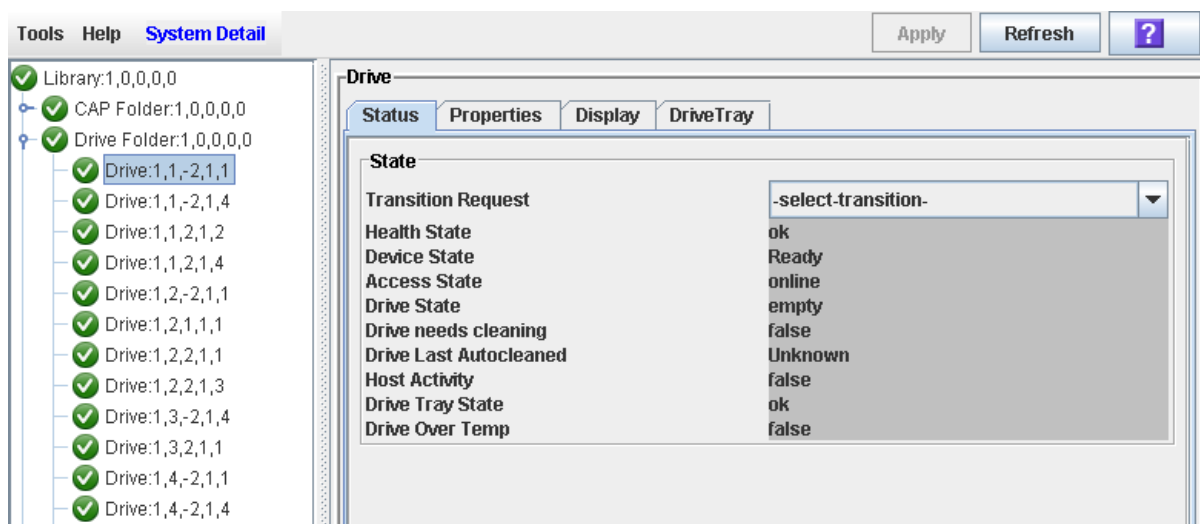 Tools Help System Detail Apply Refresh ?
Library:1,0,0,0,0
CAP Folder:1,0,0,0,0
Drive Folder:1,0,0,0,0
Drive:1,1,-2,1,1
Drive:1,1,-2,1,4
Drive:1,1,2,1,2
Drive:1,1,2,1,4
Drive:1,2,-2,1,1
Drive:1,2,1,1,1
Drive:1,2,2,1,1
Drive:1,2,2,1,3
Drive:1,3,-2,1,4
Drive:1,3,2,1,1
Drive:1,4,-2,1,1
Drive:1,4,-2,1,4
Drive
Status Properties Display DriveTray
State
Transition Request -select-transition-
Health State ok
Device State Ready
Access State online
Drive State empty
Drive needs cleaning false
Drive Last Autocleaned Unknown
Host Activity false
Drive Tray State ok
Drive Over Temp false